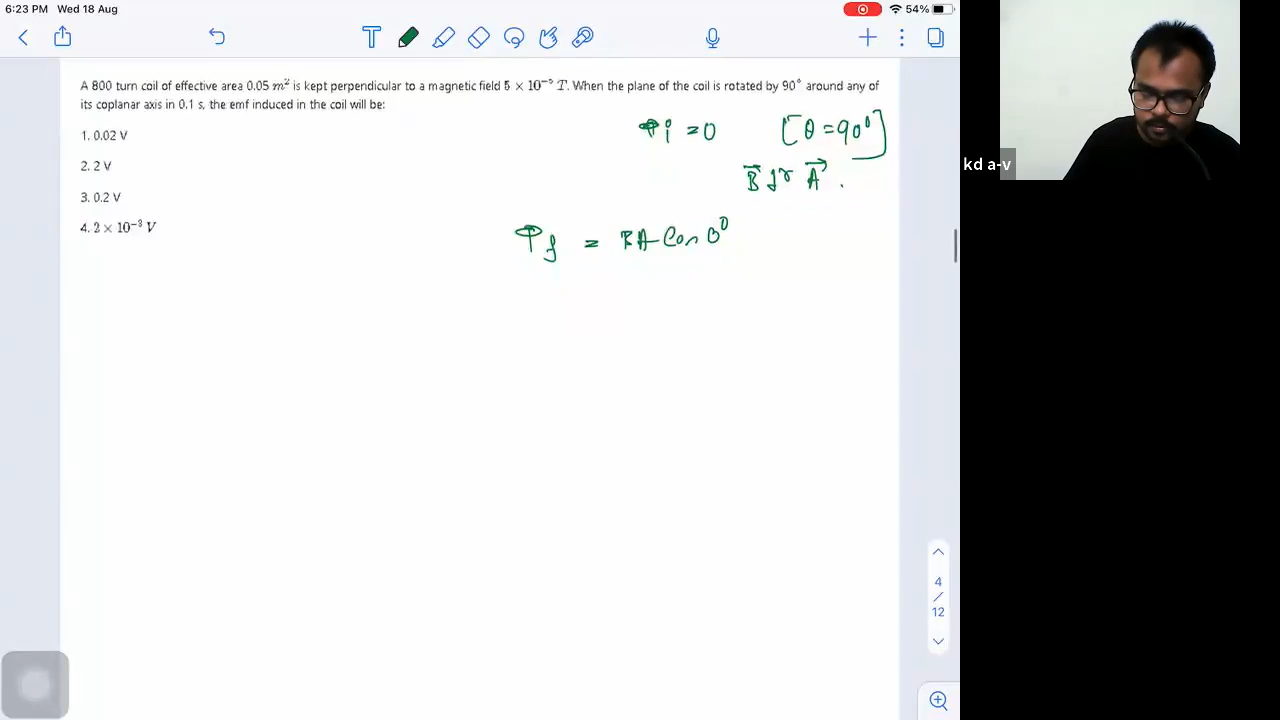 6:23 PM Wed 18 Aug
54%
A 800 turn coil of effective area 0.05 m² is kept perpendicular to a magnetic field 5 × 10⁻⁵ T. When the plane of the coil is rotated by 90° around any of
its coplanar axis in 0.1 s, the emf induced in the coil will be:
1. 0.02 V
2. 2 V
3. 0.2 V
4. 2 × 10⁻³ V
Φi = 0 [θ = 90°]
B⃗ A⃗
Φf = BA Cos 0°
kd a-v
4
/
12